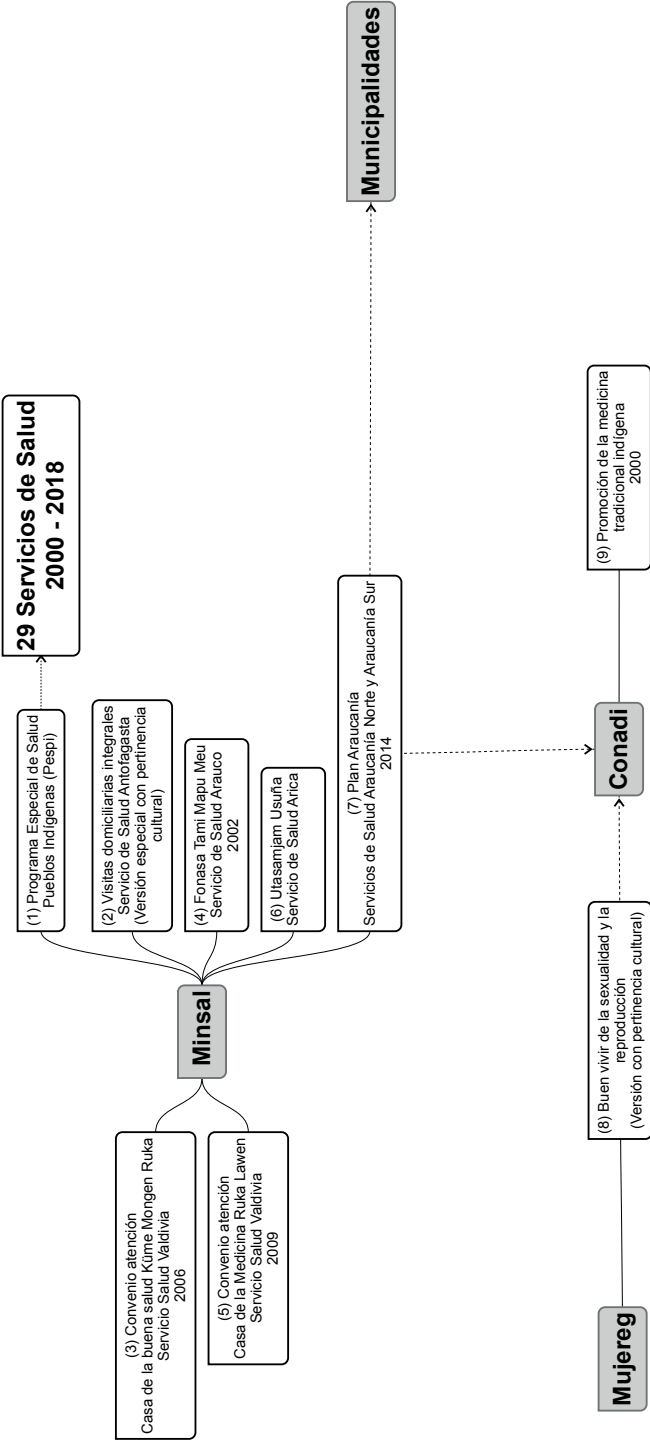 (3) Convenio atención
Casa de la buena salud Küme Mongen Ruka
Servicio Salud Valdivia
2006
(5) Convenio atención
Casa de la Medicina Ruka Lawen
Servicio Salud Valdivia
2009
Minsal
(1) Programa Especial de Salud
Pueblos Indígenas (Pespi)
29 Servicios de Salud
2000 - 2018
(2) Visitas domiciliarias integrales
Servicio de Salud Antofagasta
(Versión especial con pertinencia
cultural)
(4) Fonasa Tami Mapu Meu
Servicio de Salud Arauco
2002
(6) Utasamjam Usuña
Servicio de Salud Arica
(7) Plan Araucanía
Servicios de Salud Araucanía Norte y Araucanía Sur
2014
Municipalidades
Mujereg
(8) Buen vivir de la sexualidad y la
reproducción
(Versión con pertinencia cultural)
Conadi
(9) Promoción de la medicina
tradicional indígena
2000